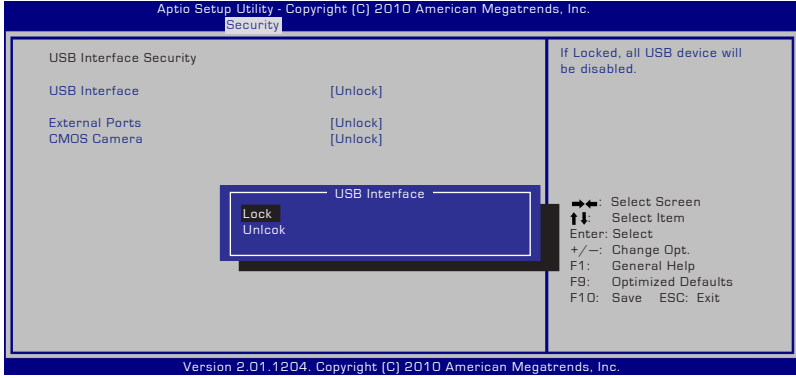 Aptio Setup Utility - Copyright (C) 2010 American Megatrends, Inc.
Security
USB Interface Security
USB Interface [Unlock]
External Ports [Unlock]
CMOS Camera [Unlock]
If Locked, all USB device will
be disabled.
USB Interface
Lock
Unlcok
→←: Select Screen
↑↓: Select Item
Enter: Select
+/—: Change Opt.
F1: General Help
F9: Optimized Defaults
F10: Save ESC: Exit
Version 2.01.1204. Copyright (C) 2010 American Megatrends, Inc.